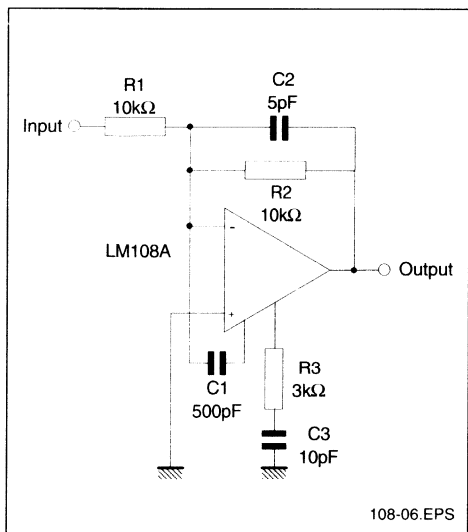 R1
10kΩ
C2
5pF
Input
R2
10kΩ
LM108A
-
+
Output
C1
500pF
R3
3kΩ
C3
10pF
108-06.EPS